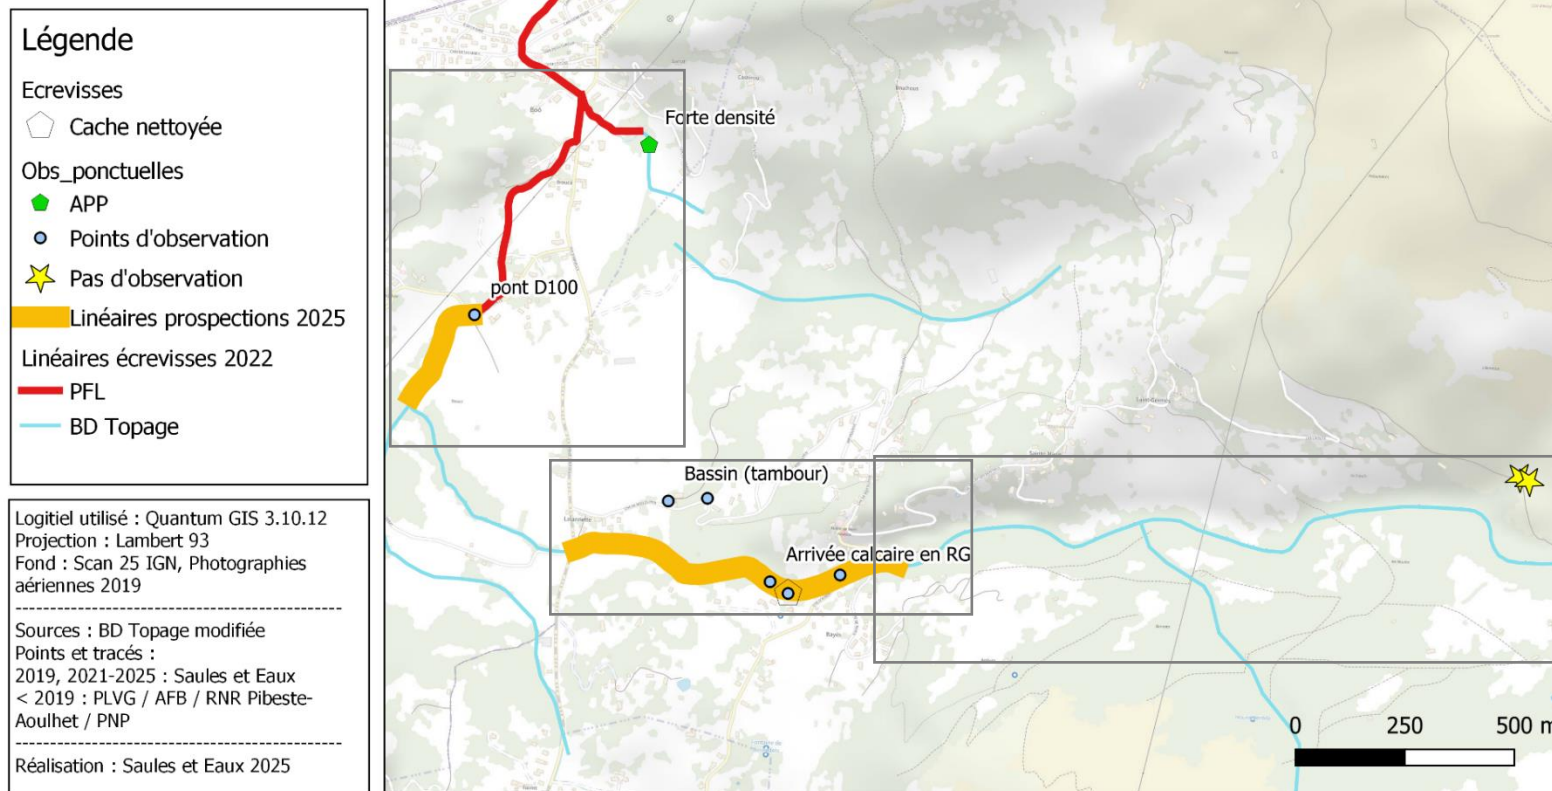 Légende
Ecrevisses
Cache nettoyée
Obs_ponctuelles
APP
Points d'observation
Pas d'observation
Linéaires prospections 2025
Linéaires écrevisses 2022
PFL
BD Topage
Logitiel utilisé : Quantum GIS 3.10.12
Projection : Lambert 93
Fond : Scan 25 IGN, Photographies
aériennes 2019
Sources : BD Topage modifiée
Points et tracés :
2019, 2021-2025 : Saules et Eaux
< 2019 : PLVG / AFB / RNR Pibeste-
Aoulhet / PNP
Réalisation : Saules et Eaux 2025
Forte densité
pont D100
Bassin (tambour)
Arrivée calcaire en RG
0 250 500 m